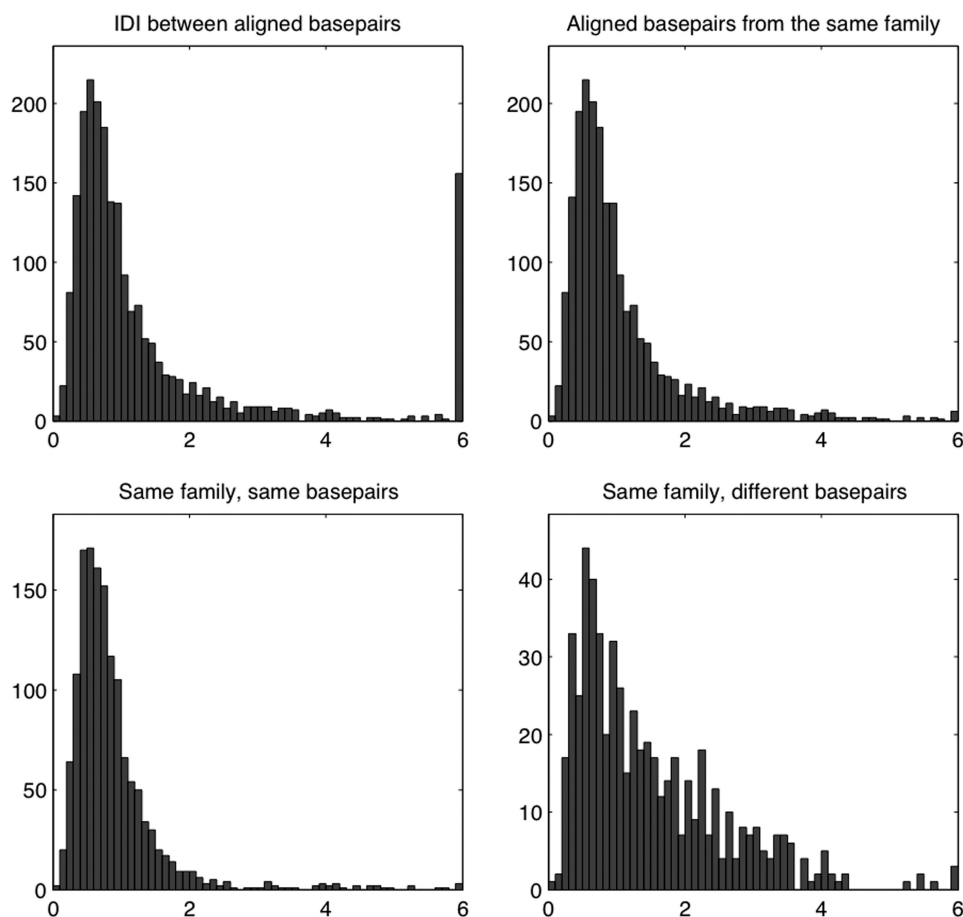 IDI between aligned basepairs
200
150
100
50
0
0 2 4 6
Aligned basepairs from the same family
200
150
100
50
0
0 2 4 6
Same family, same basepairs
150
100
50
0
0 2 4 6
Same family, different basepairs
40
30
20
10
0
0 2 4 6